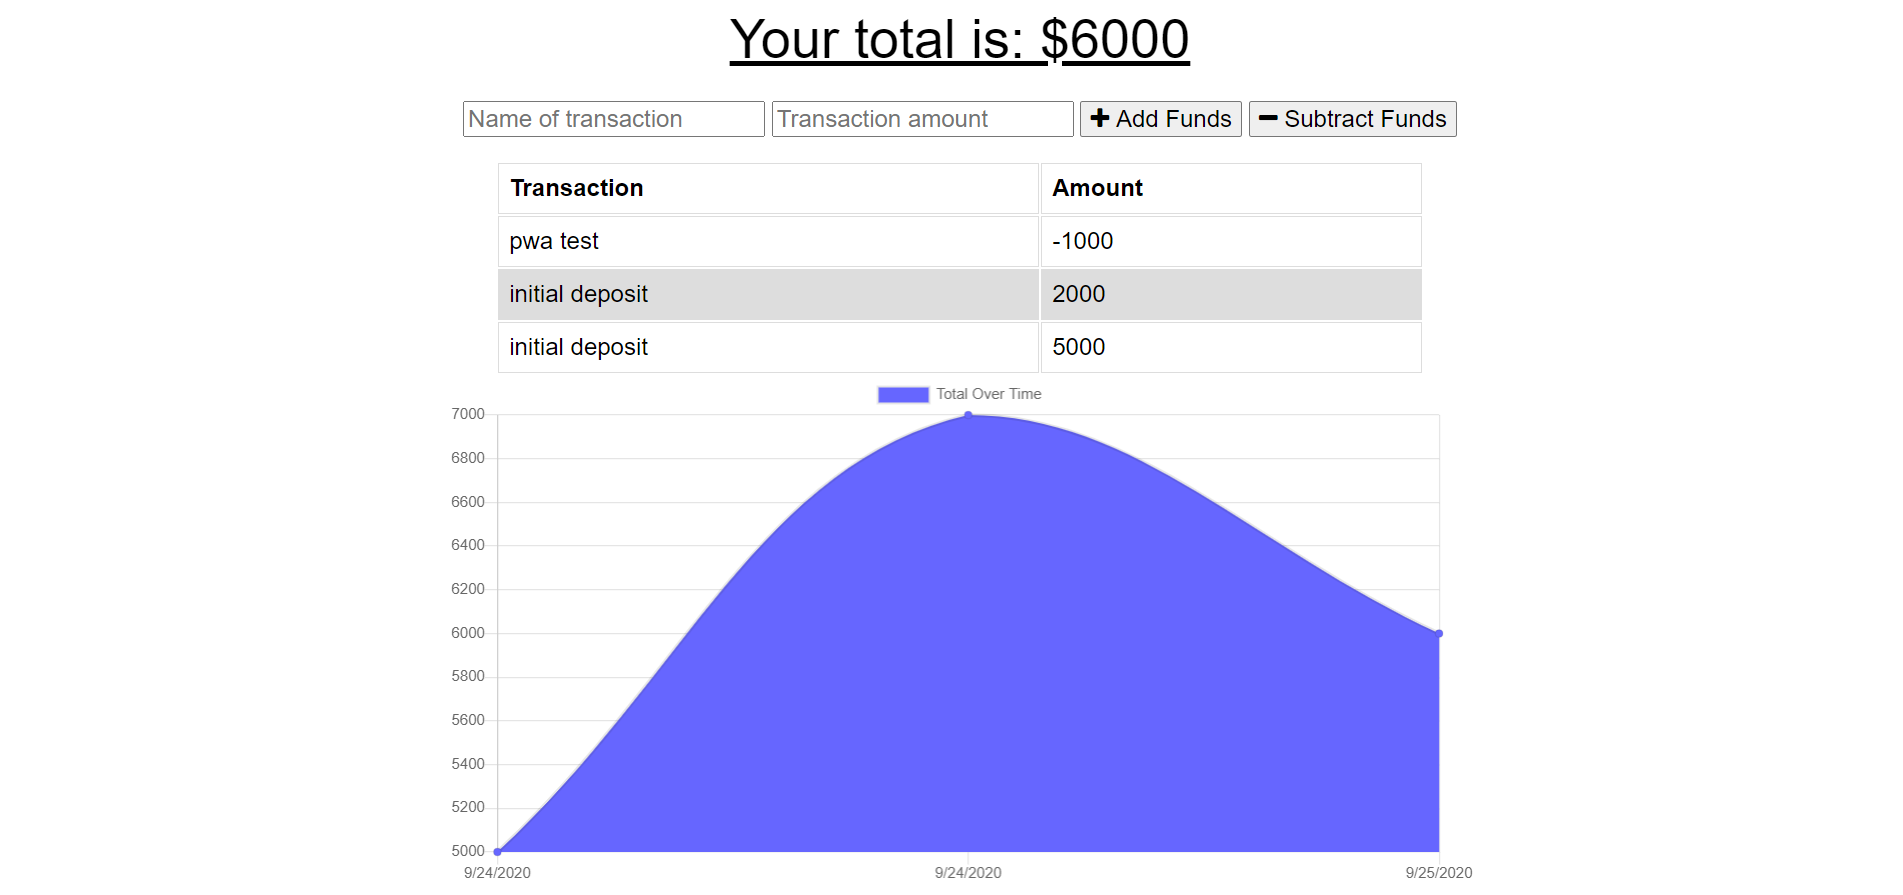 Your total is: $6000
Name of transaction Transaction amount Add Funds Subtract Funds
Transaction Amount
pwa test -1000
initial deposit 2000
initial deposit 5000
Total Over Time
7000
6800
6600
6400
6200
6000
5800
5600
5400
5200
5000
9/24/2020 9/24/2020 9/25/2020